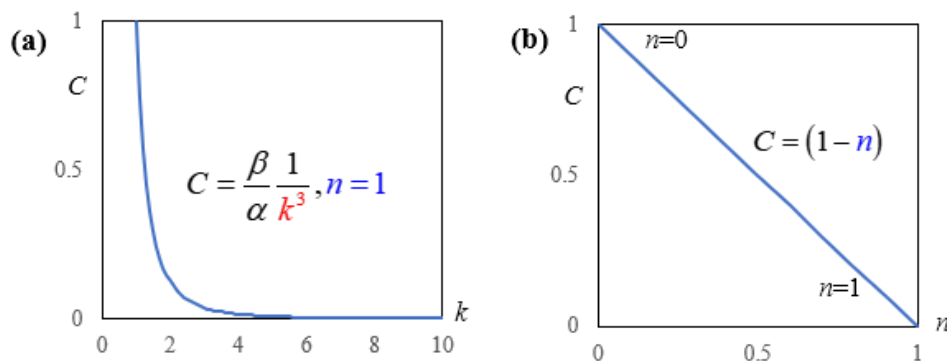 (a)
1
C
0.5
0
C = β/α 1/k³, n = 1
0 2 4 6 8 10
k
(b)
1
C
0.5
0
n=0
C = (1 − n)
n=1
0 0.5 1
n